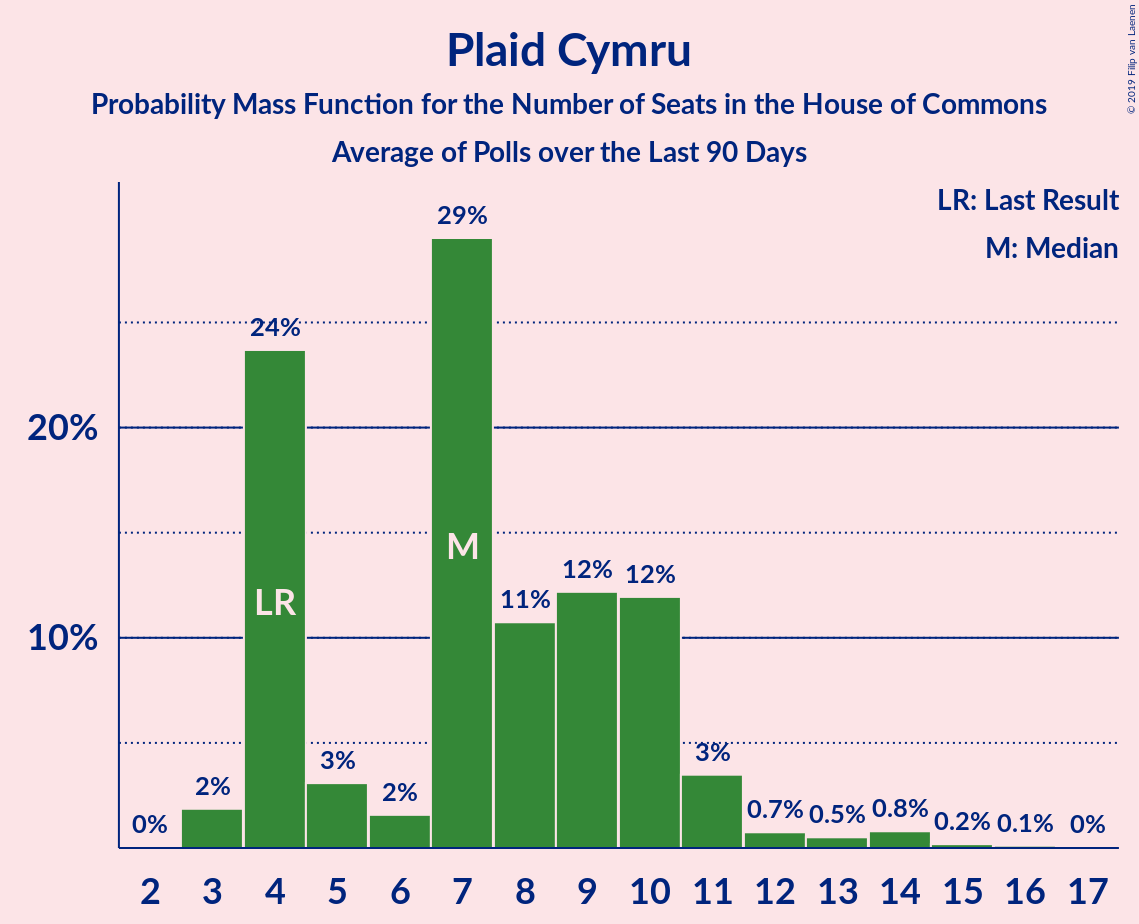 Plaid Cymru
Probability Mass Function for the Number of Seats in the House of Commons
Average of Polls over the Last 90 Days
© 2019 Filip van Laenen
LR: Last Result
M: Median
29%
24%
20%
M
12%
12%
11%
LR
10%
3%
3%
2%
2%
0%
0.7%
0.5%
0.8%
0.2%
0.1%
0%
2 3 4 5 6 7 8 9 10 11 12 13 14 15 16 17